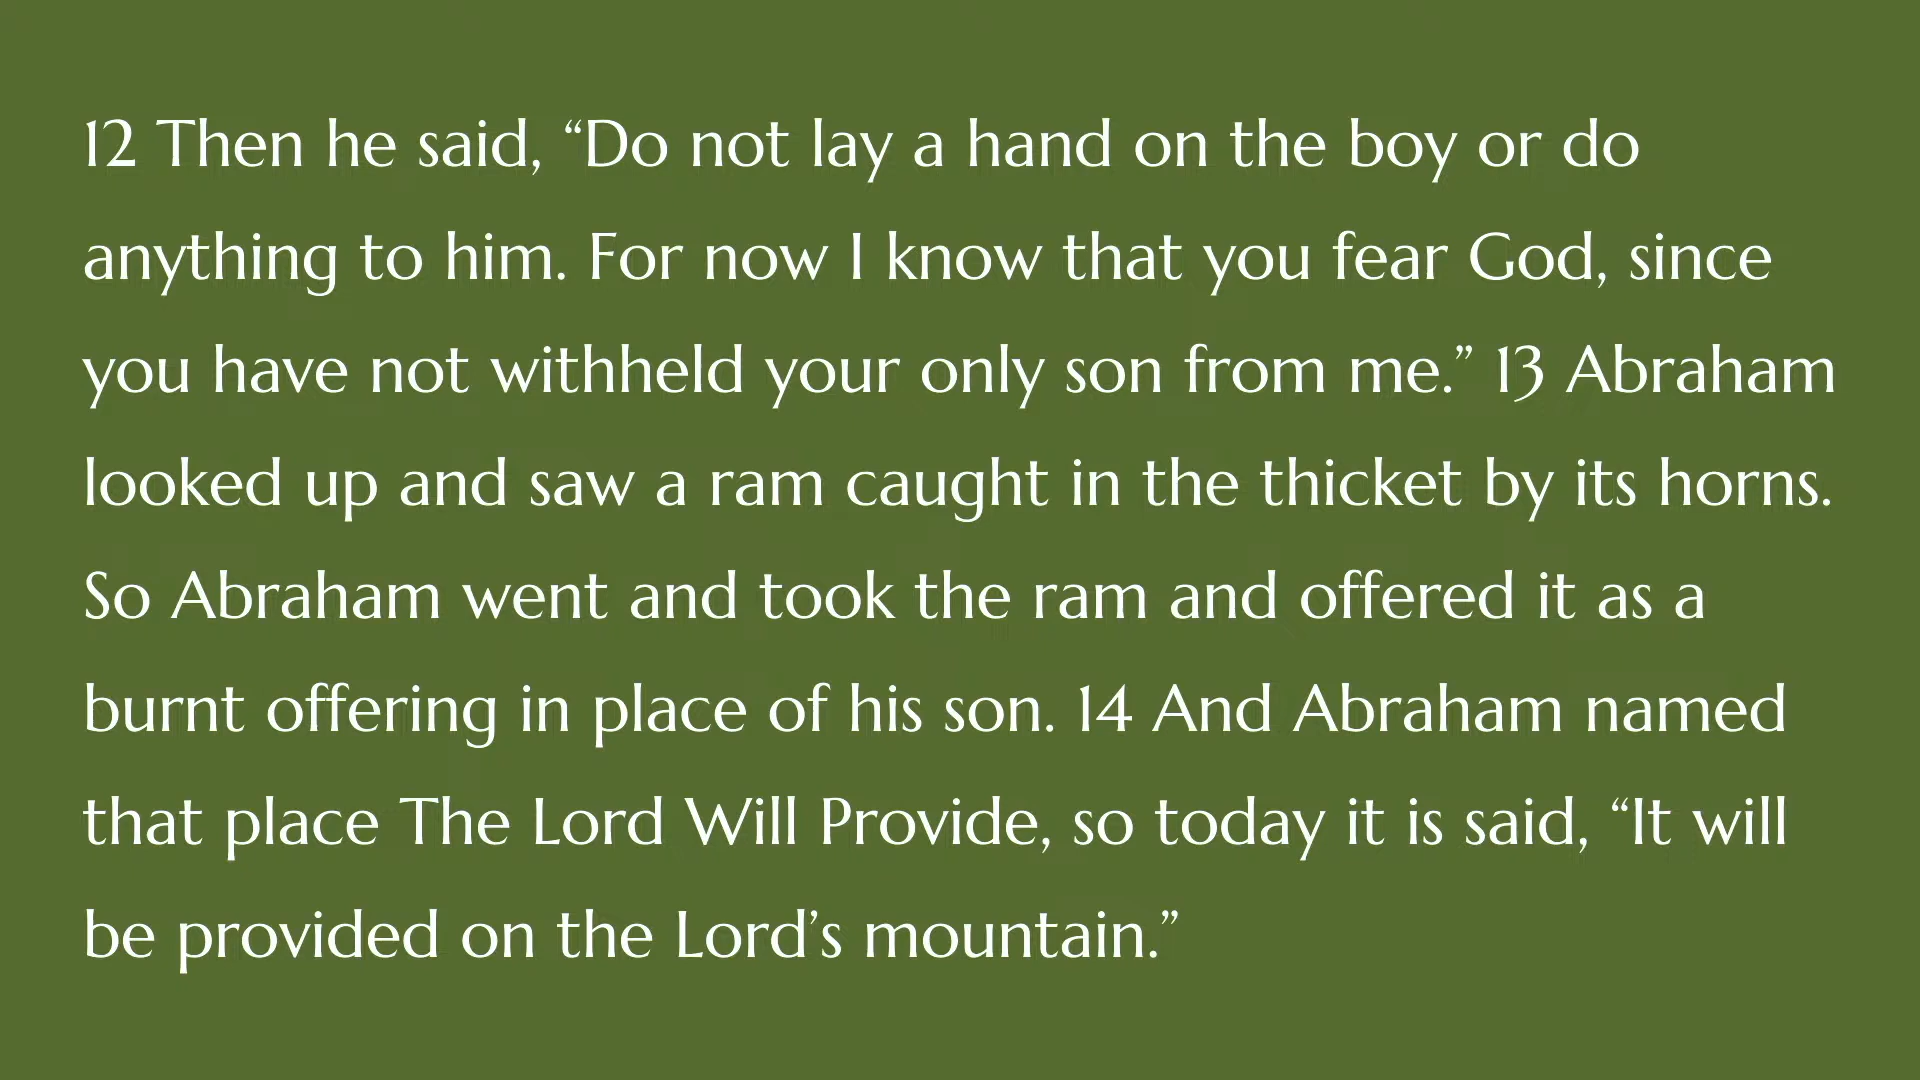 12 Then he said, “Do not lay a hand on the boy or do
anything to him. For now I know that you fear God, since
you have not withheld your only son from me.” 13 Abraham
looked up and saw a ram caught in the thicket by its horns.
So Abraham went and took the ram and offered it as a
burnt offering in place of his son. 14 And Abraham named
that place The Lord Will Provide, so today it is said, “It will
be provided on the Lord’s mountain.”